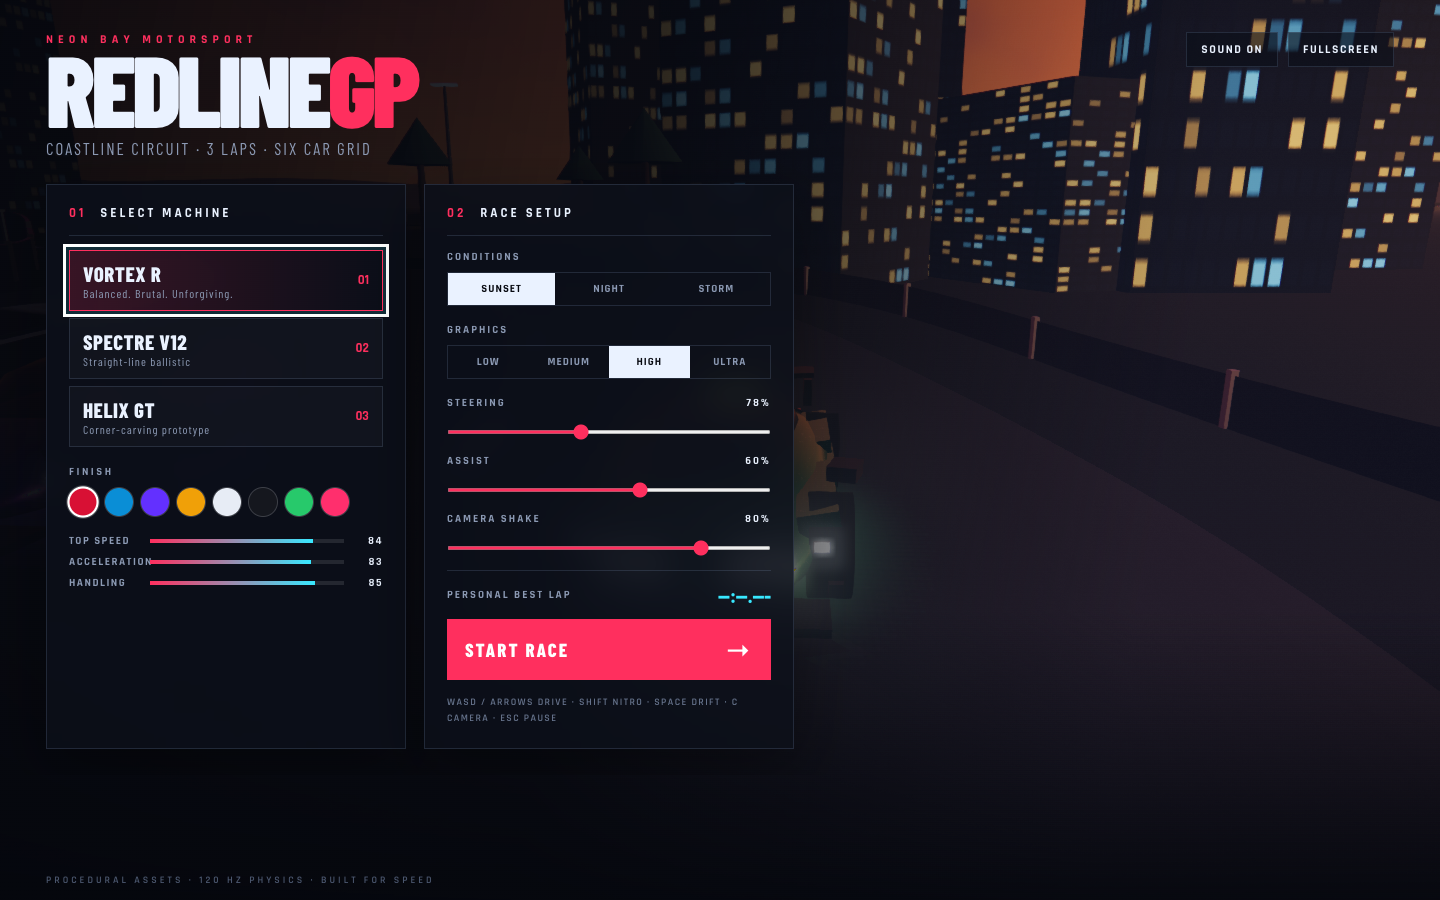 NEON BAY MOTORSPORT
REDLINEGP
COASTLINE CIRCUIT · 3 LAPS · SIX CAR GRID
SOUND ON
FULLSCREEN
01 SELECT MACHINE
VORTEX R
Balanced. Brutal. Unforgiving.
01
SPECTRE V12
Straight-line ballistic
02
HELIX GT
Corner-carving prototype
03
FINISH
TOP SPEED 84
ACCELERATION 83
HANDLING 85
02 RACE SETUP
CONDITIONS
SUNSET NIGHT STORM
GRAPHICS
LOW MEDIUM HIGH ULTRA
STEERING 78%
ASSIST 60%
CAMERA SHAKE 80%
PERSONAL BEST LAP —:—.—-
START RACE →
WASD / ARROWS DRIVE · SHIFT NITRO · SPACE DRIFT · C
CAMERA · ESC PAUSE
PROCEDURAL ASSETS · 120 HZ PHYSICS · BUILT FOR SPEED